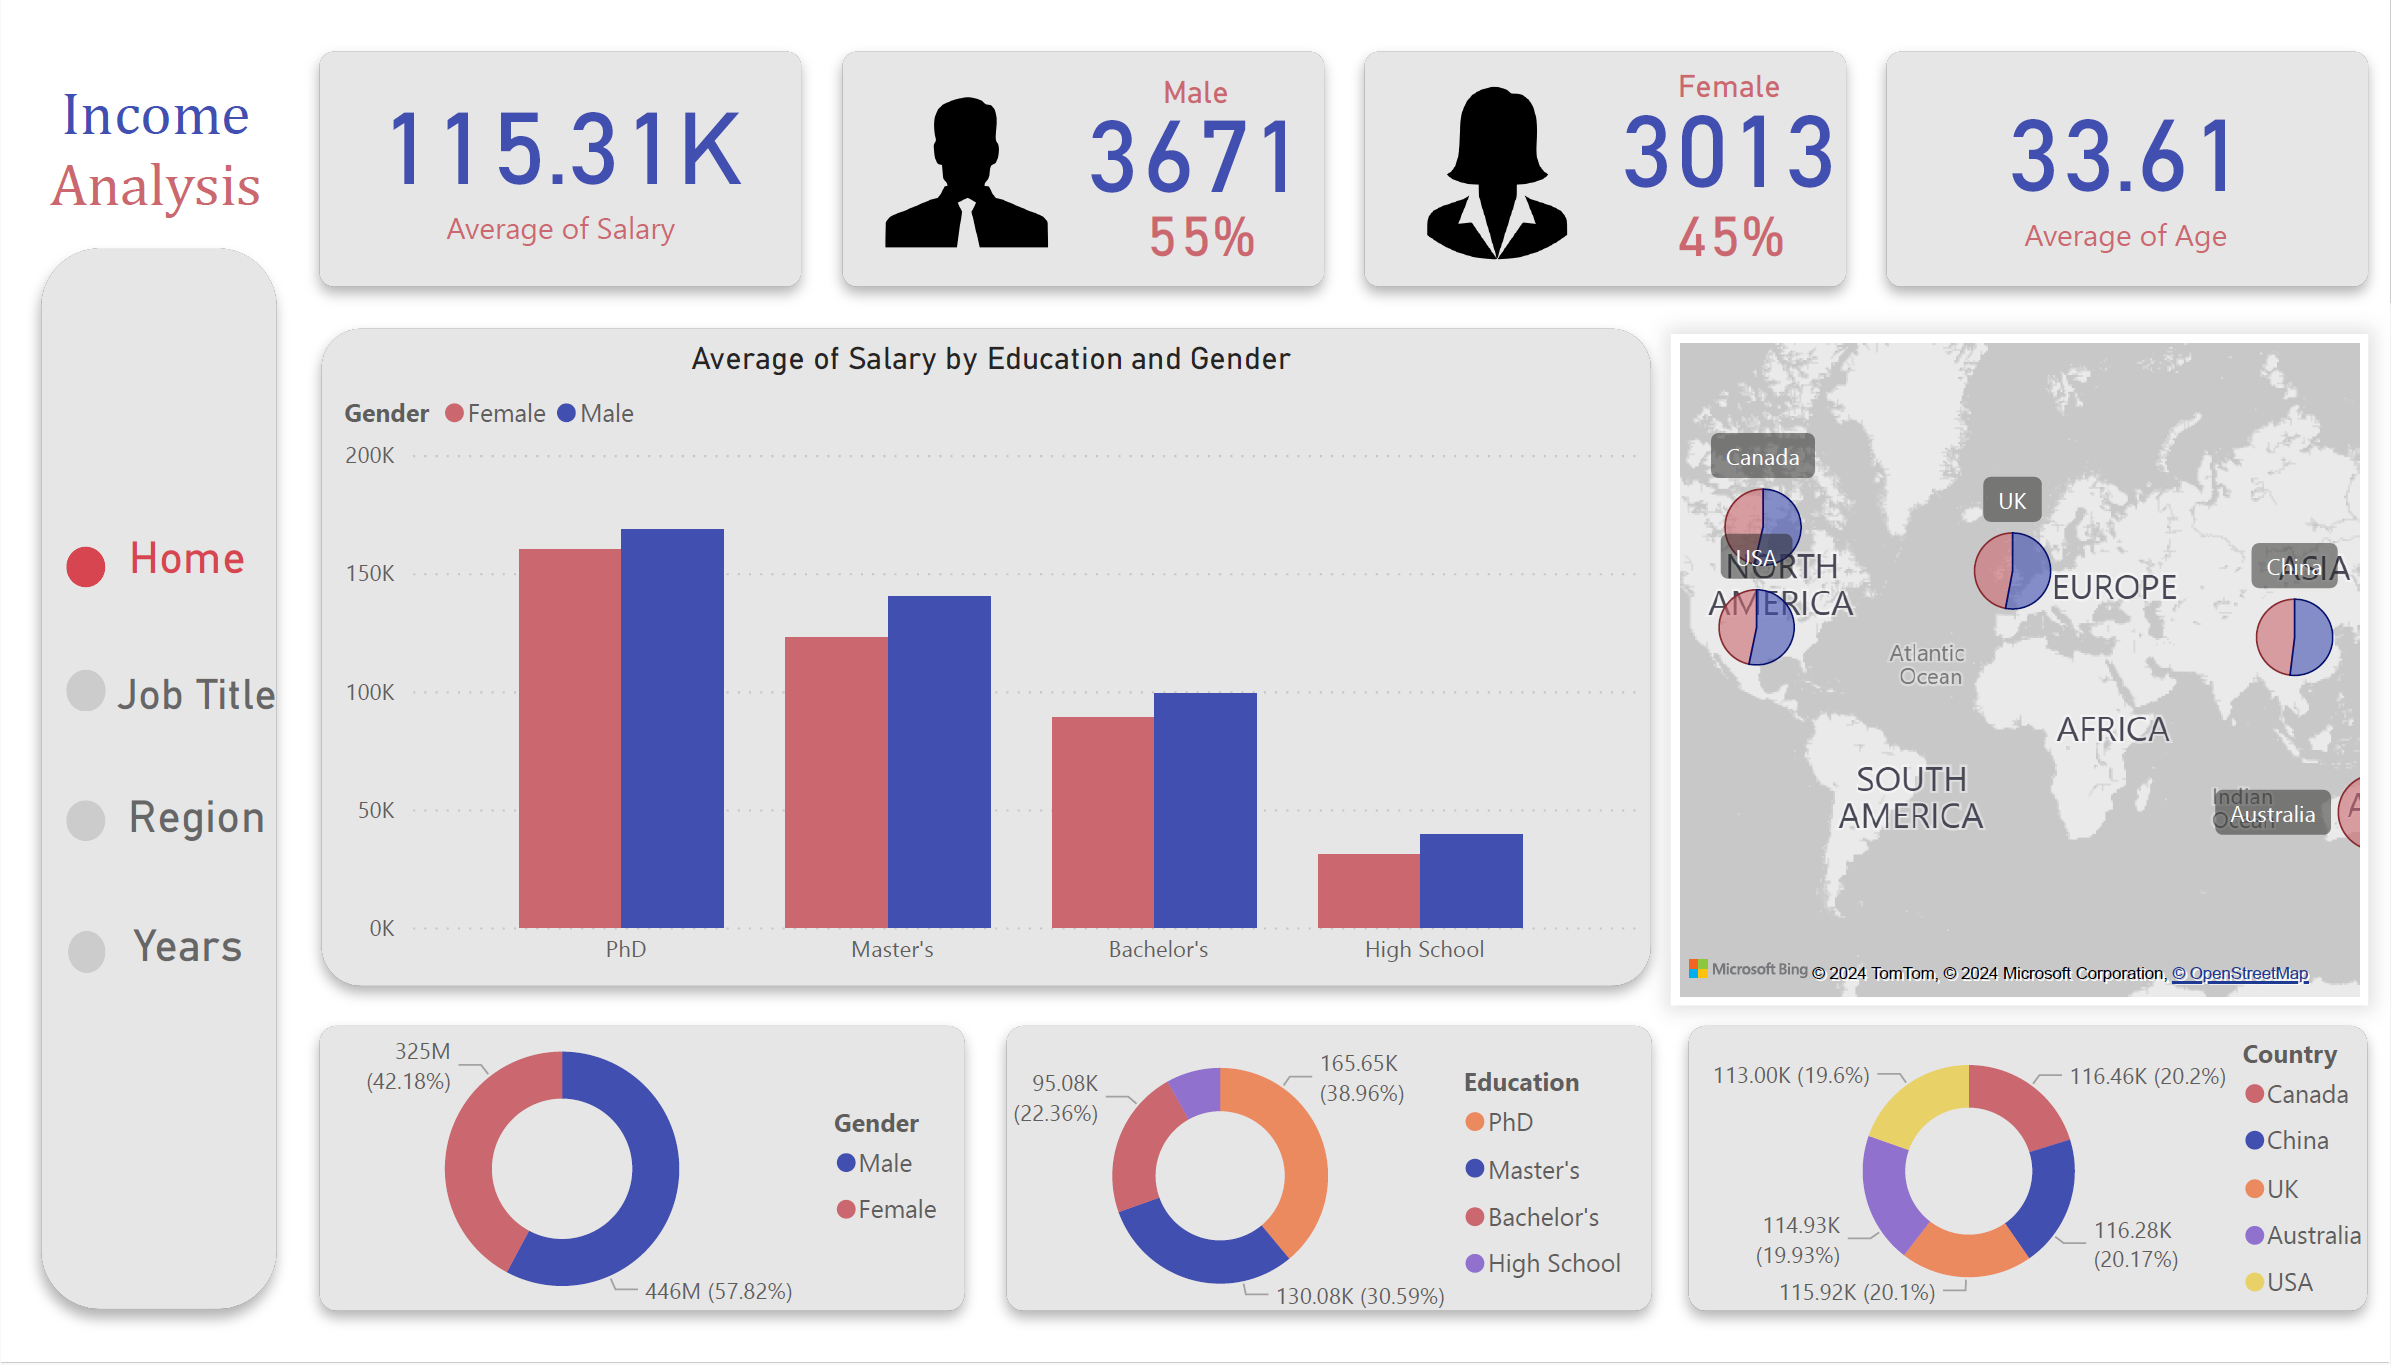 Income
Analysis
115.31K
Average of Salary
Male
3671
55%
Female
3013
45%
33.61
Average of Age
Home
Job Title
Region
Years
Average of Salary by Education and Gender
Gender Female Male
200K
150K
100K
50K
0K
PhD Master's Bachelor's High School
Canada
USA
NORTH
AMERICA
UK
EUROPE
China
ASIA
Atlantic
Ocean
AFRICA
SOUTH
AMERICA
Indian
Ocean
Australia
A
Microsoft Bing © 2024 TomTom, © 2024 Microsoft Corporation, © OpenStreetMap
325M
(42.18%)
446M (57.82%)
Gender
Male
Female
95.08K
(22.36%)
165.65K
(38.96%)
130.08K (30.59%)
Education
PhD
Master's
Bachelor's
High School
113.00K (19.6%)
116.46K (20.2%)
114.93K
(19.93%)
116.28K
(20.17%)
115.92K (20.1%)
Country
Canada
China
UK
Australia
USA